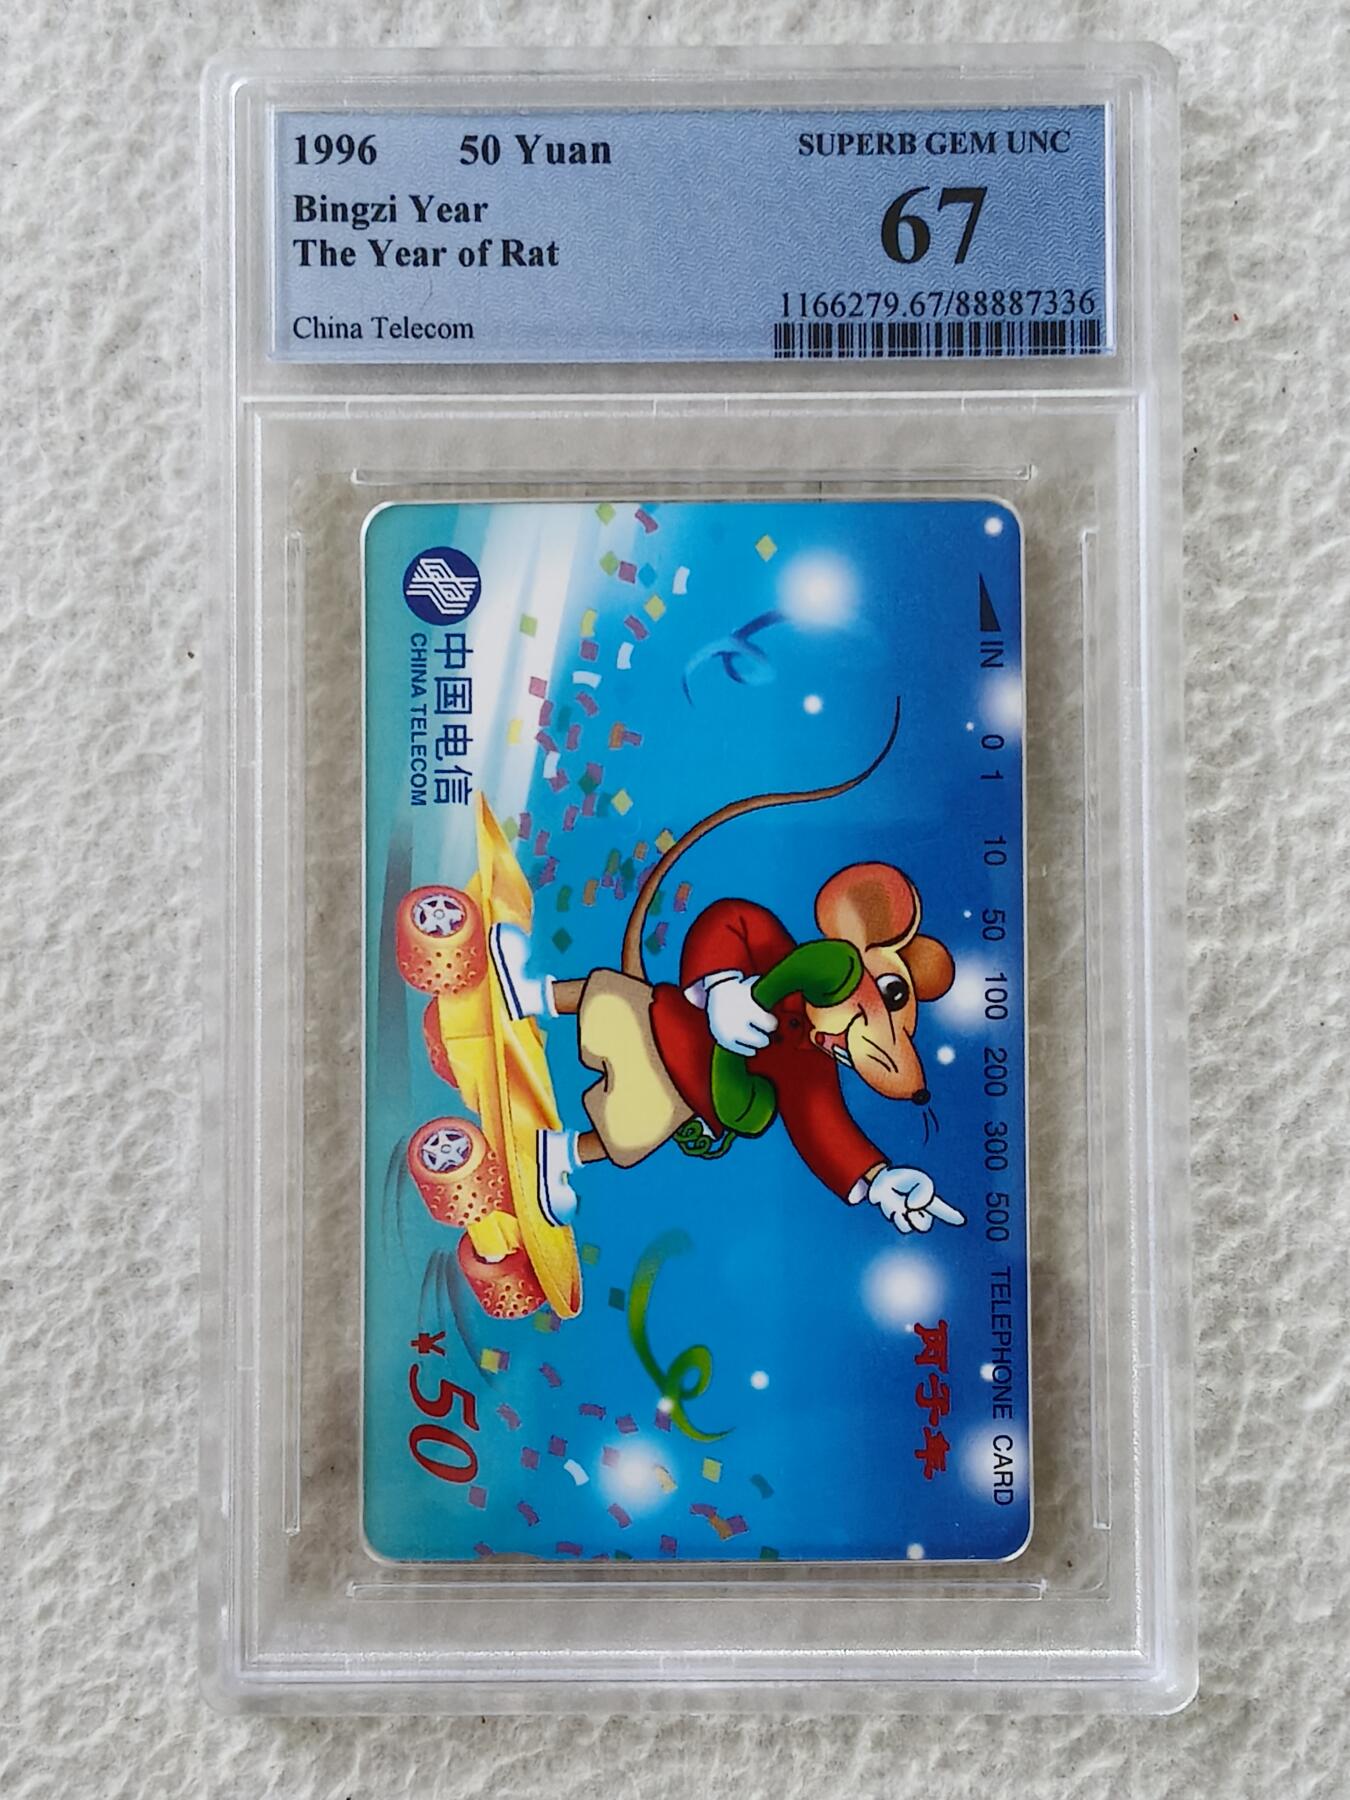 1996 50 Yuan
Bingzi Year
The Year of Rat
China Telecom
SUPERB GEM UNC
67
1166279.67/88887336
IN 0 1 10 50 100 200 300 500 TELEPHONE CARD
丙子年
中国电信
CHINA TELECOM
¥50